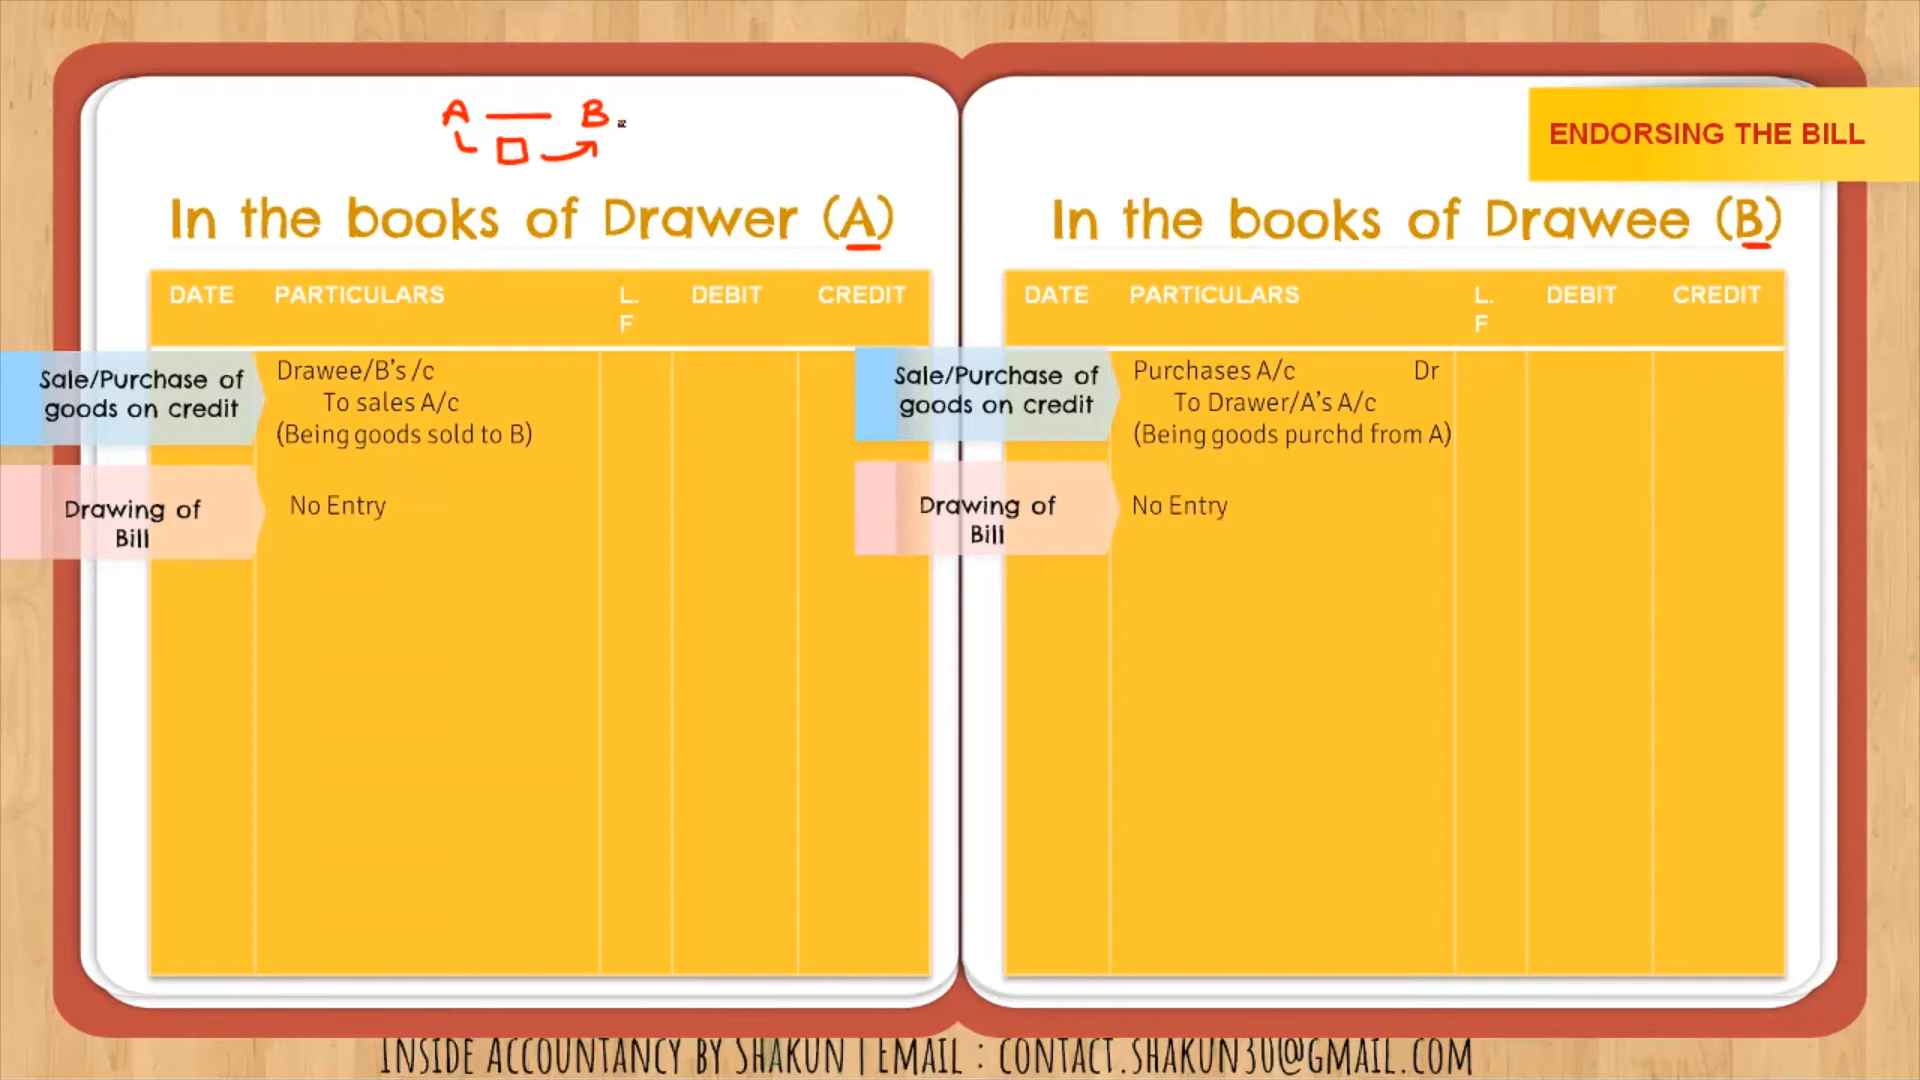 A — B
ENDORSING THE BILL
In the books of Drawer (A)
DATE PARTICULARS L. F DEBIT CREDIT
Sale/Purchase of
goods on credit
Drawee/B's /c
To sales A/c
(Being goods sold to B)
Drawing of
Bill
No Entry
In the books of Drawee (B)
DATE PARTICULARS L. F DEBIT CREDIT
Sale/Purchase of
goods on credit
Purchases A/c Dr
To Drawer/A's A/c
(Being goods purchd from A)
Drawing of
Bill
No Entry
INSIDE ACCOUNTANCY BY SHAKUN | EMAIL : CONTACT.SHAKUN30@GMAIL.COM